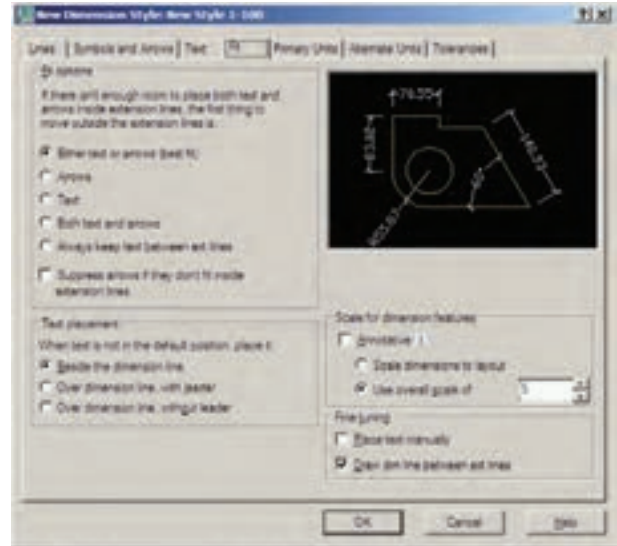 New Dimension Style: New Style 1-100
Lines
Symbols and Arrows
Text
Fit
Primary Units
Alternate Units
Tolerances
Fit options
If there isn't enough room to place both text and
arrows inside extension lines, the first thing to
move outside the extension lines is:
Either text or arrows (best fit)
Arrows
Text
Both text and arrows
Always keep text between ext lines
Suppress arrows if they don't fit inside
extension lines
Text placement
When text is not in the default position, place it:
Beside the dimension line
Over dimension line, with leader
Over dimension line, without leader
Scale for dimension features
Annotative
Scale dimensions to layout
Use overall scale of:
Fine tuning
Place text manually
Draw dim line between ext lines
OK
Cancel
Help